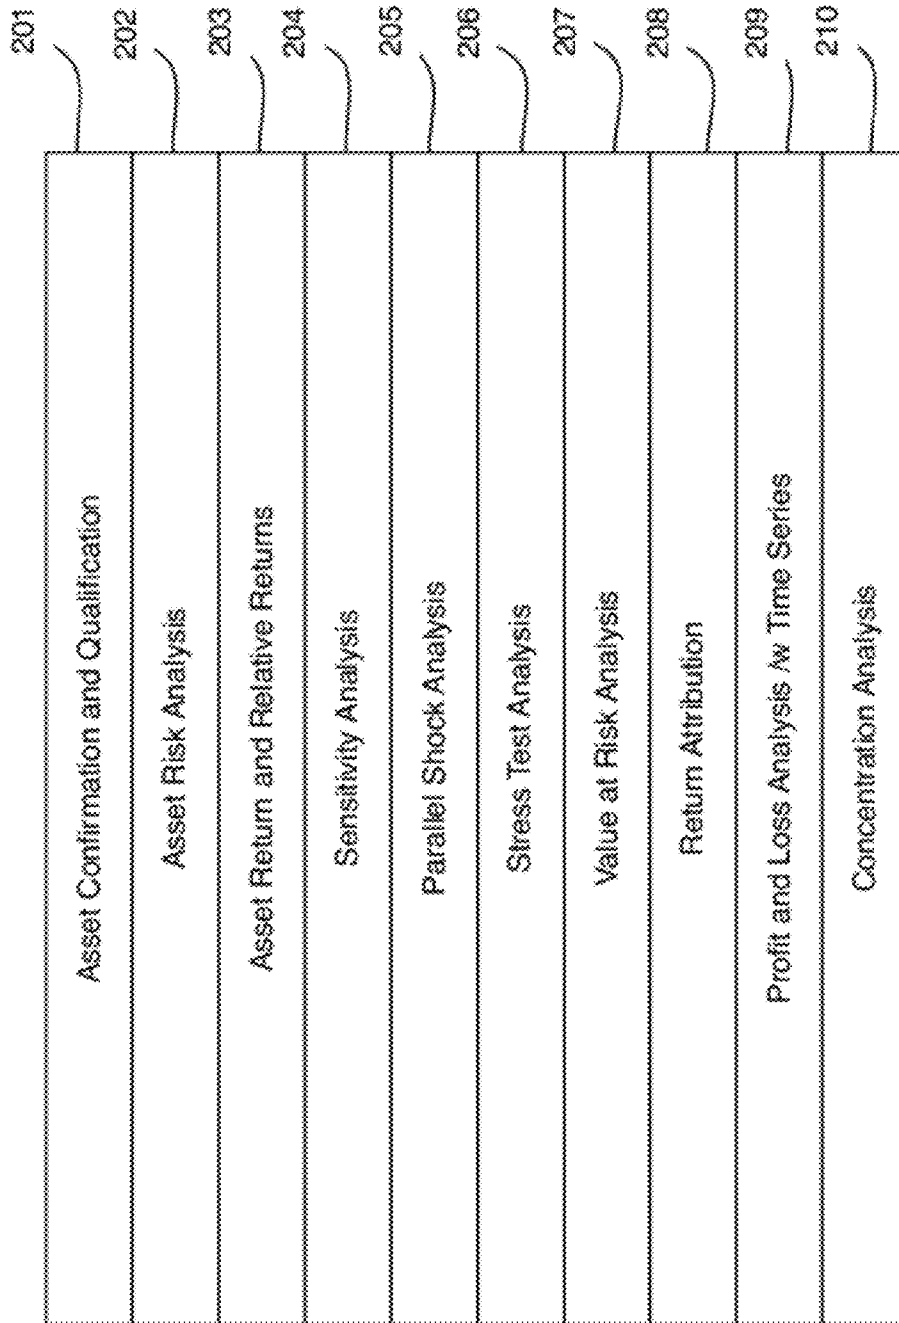 Asset Confirmation and Qualification 201
Asset Risk Analysis 202
Asset Return and Relative Returns 203
Sensitivity Analysis 204
Parallel Shock Analysis 205
Stress Test Analysis 206
Value at Risk Analysis 207
Return Attribution 208
Profit and Loss Analysis /w Time Series 209
Concentration Analysis 210